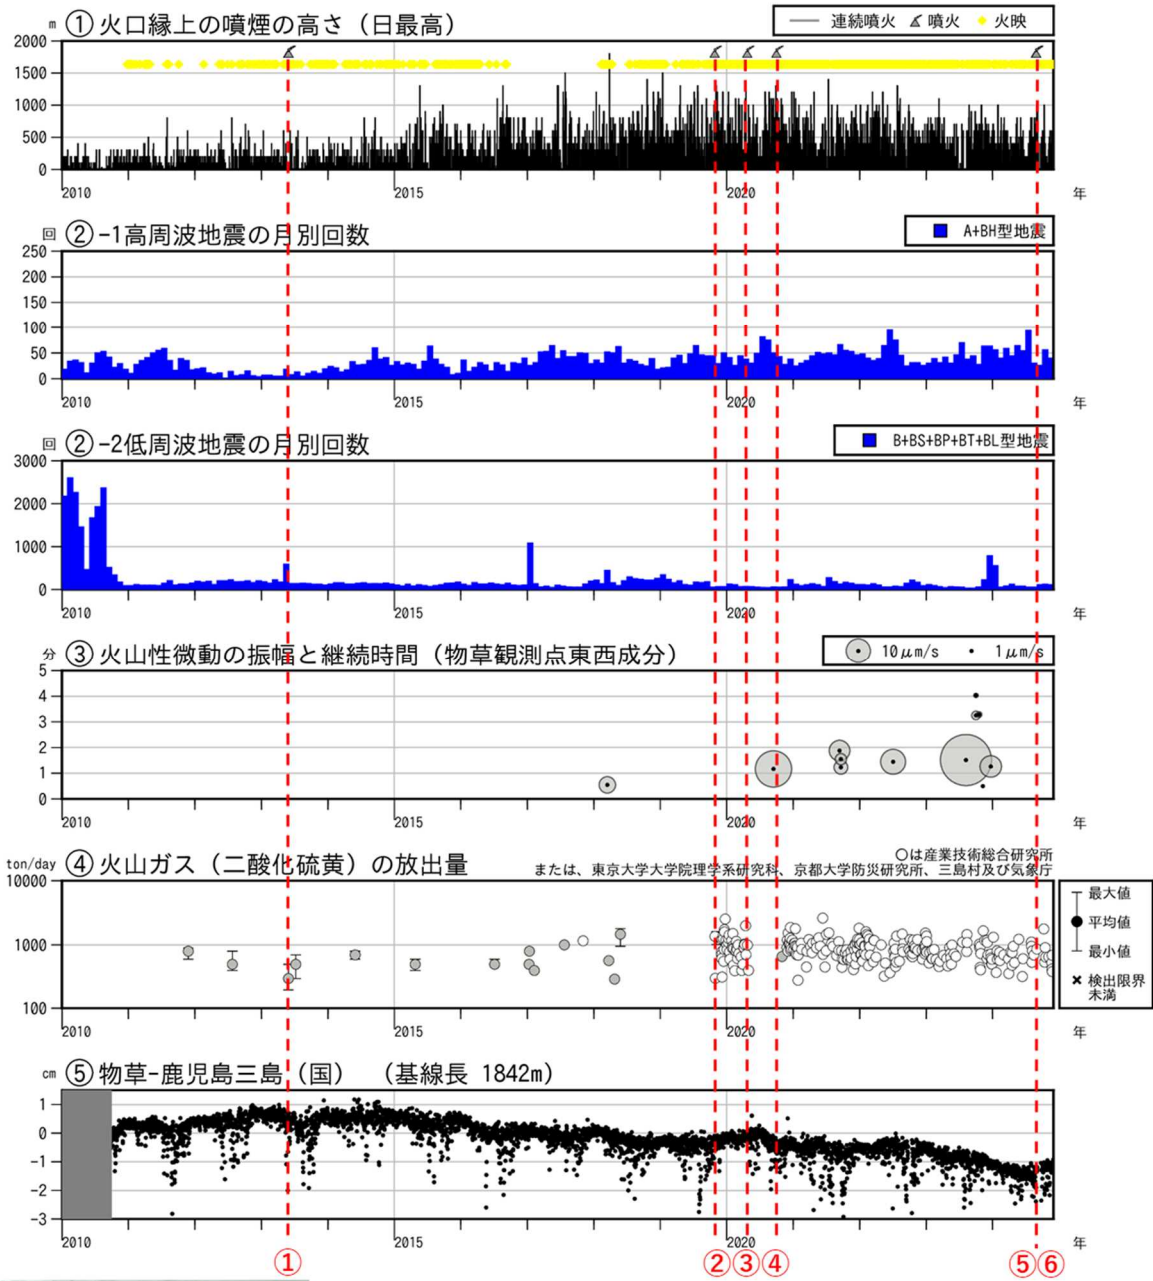 m ①火口縁上の噴煙の高さ（日最高）
連続噴火 噴火 火映
2000
1500
1000
500
0
2010 2015 2020 年
回 ②-1高周波地震の月別回数
A+BH型地震
250
200
150
100
50
0
2010 2015 2020 年
回 ②-2低周波地震の月別回数
B+BS+BP+BT+BL型地震
3000
2000
1000
0
2010 2015 2020 年
分 ③火山性微動の振幅と継続時間（物草観測点東西成分）
10μm/s 1μm/s
5
4
3
2
1
0
2010 2015 2020 年
ton/day ④火山ガス（二酸化硫黄）の放出量
○は産業技術総合研究所
または、東京大学大学院理学系研究科、京都大学防災研究所、三島村及び気象庁
10000
1000
100
最大値
平均値
最小値
検出限界
未満
2010 2015 2020 年
cm ⑤物草-鹿児島三島（国） （基線長 1842m）
1
0
-1
-2
-3
2010 2015 2020 年
① ② ③ ④ ⑤ ⑥